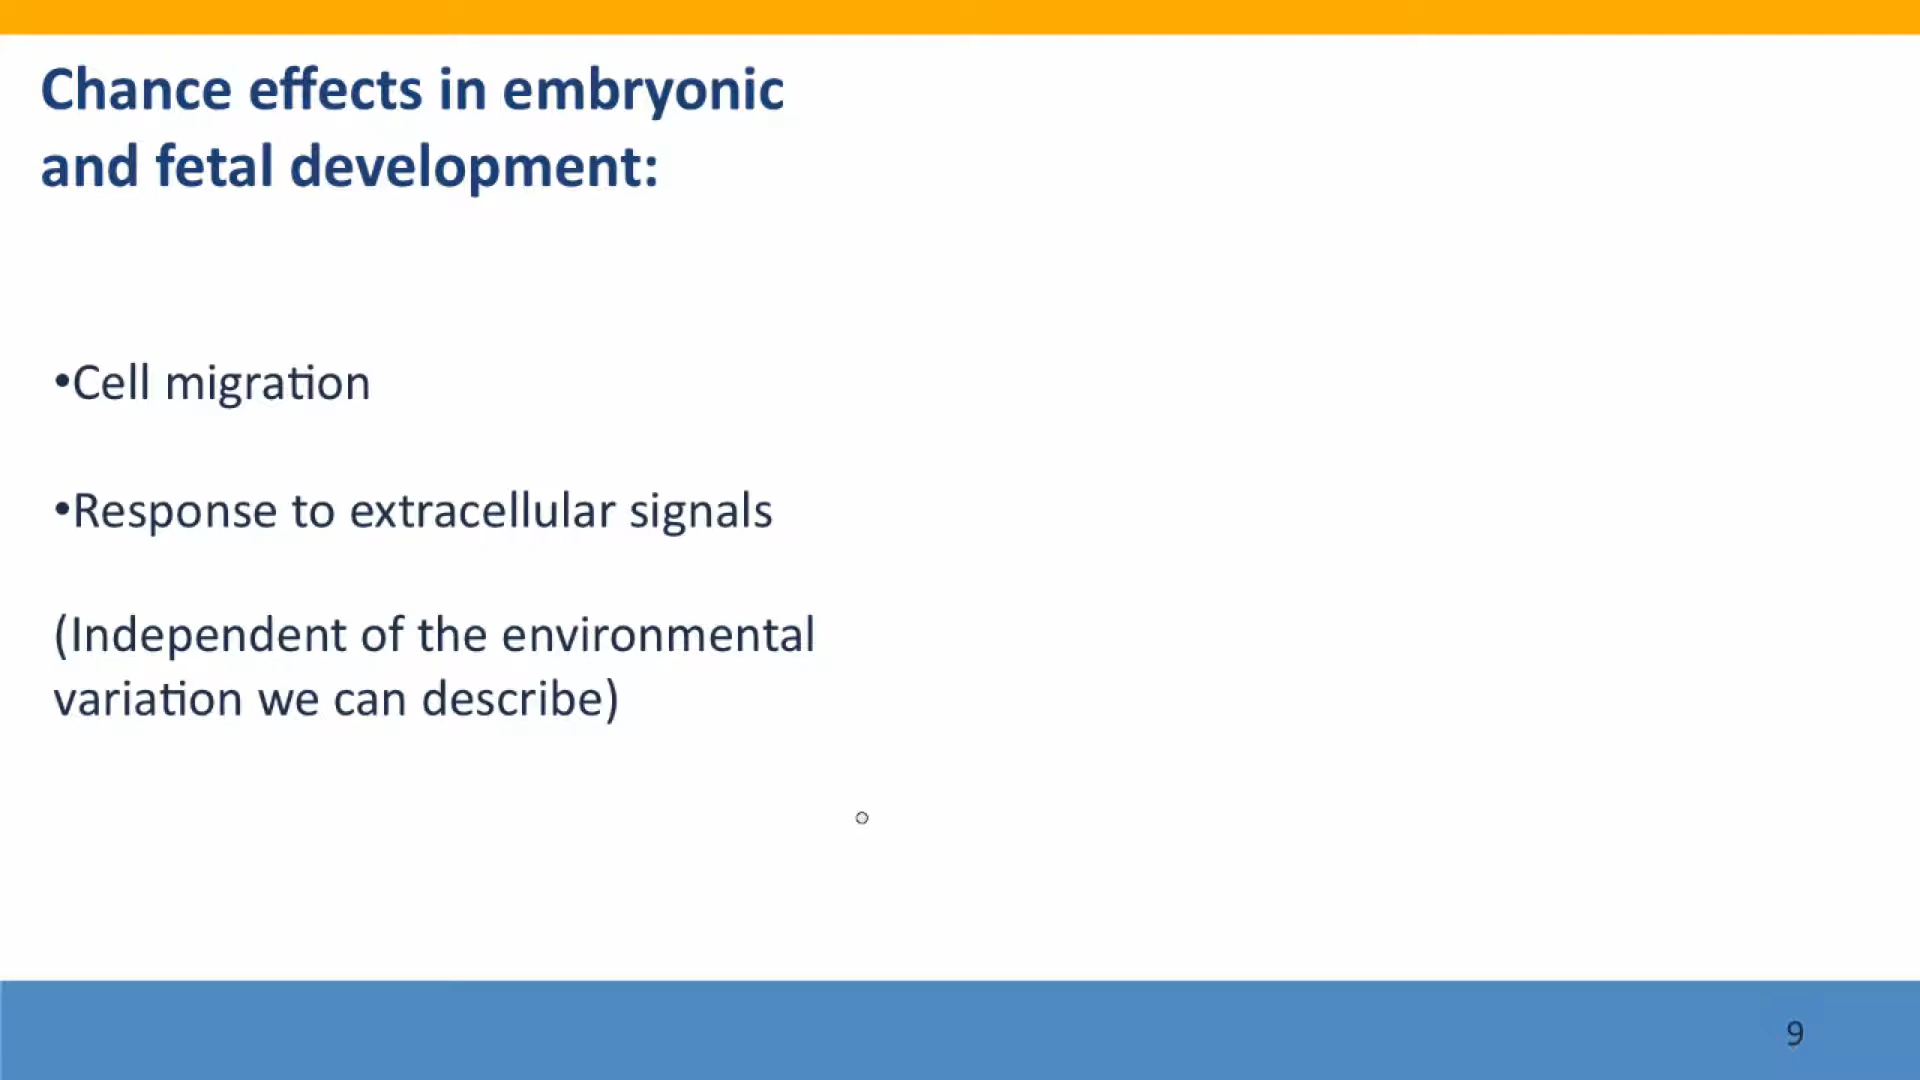 Chance effects in embryonic
and fetal development:
•Cell migration
•Response to extracellular signals
(Independent of the environmental
variation we can describe)
9